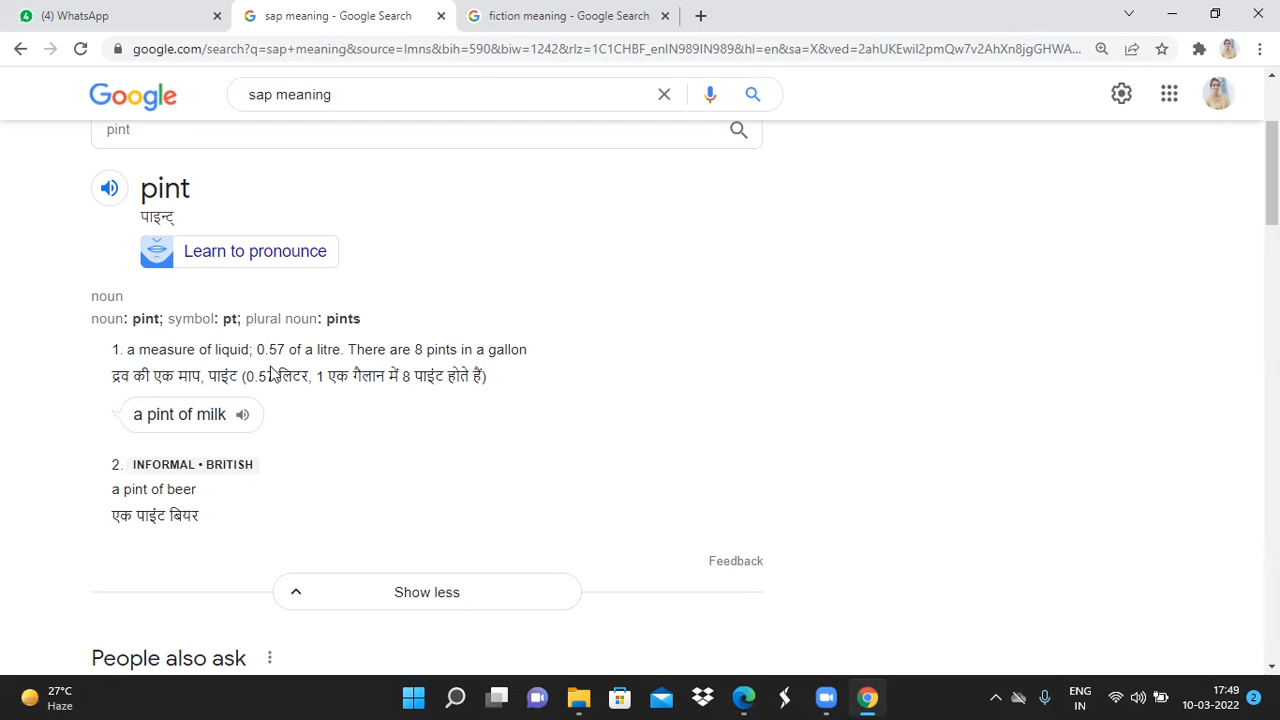 (4) WhatsApp
sap meaning - Google Search
fiction meaning - Google Search
google.com/search?q=sap+meaning&source=lmns&bih=590&biw=1242&rlz=1C1CHBF_enIN989IN989&hl=en&sa=X&ved=2ahUKEwil2pmQw7v2AhXn8jgGHWA...
Google
sap meaning
pint
pint
पाइन्ट्
Learn to pronounce
noun
noun: pint; symbol: pt; plural noun: pints
1. a measure of liquid; 0.57 of a litre. There are 8 pints in a gallon
द्रव की एक माप, पाइंट (0.57 लिटर, 1 एक गैलान में 8 पाइंट होते हैं)
a pint of milk
2. INFORMAL • BRITISH
a pint of beer
एक पाइंट बियर
Feedback
Show less
People also ask
27°C
Haze
ENG
IN
17:49
10-03-2022
2